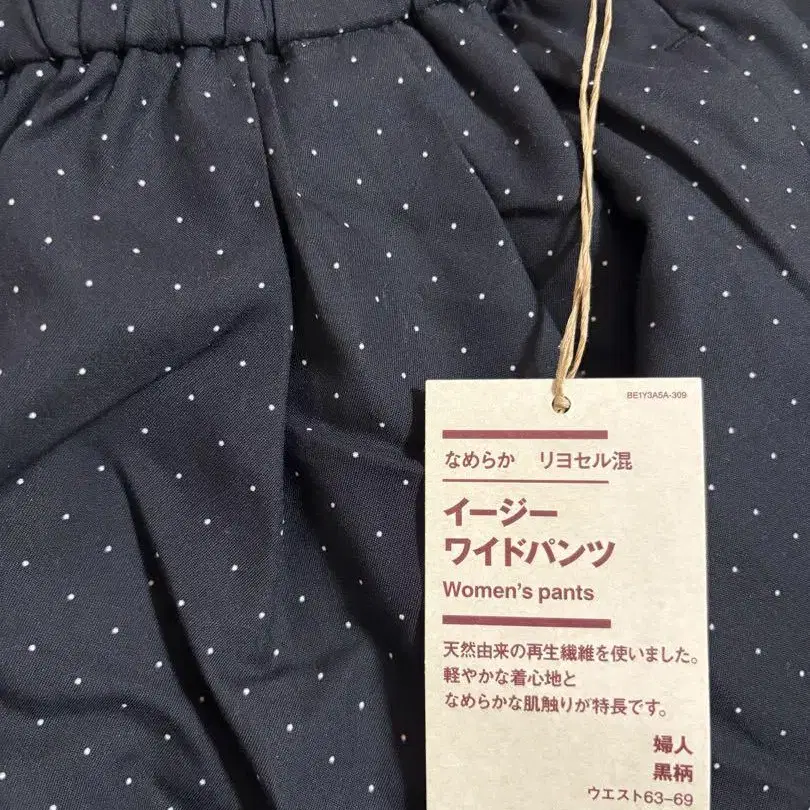 BE1Y3A5A-309
なめらか　リヨセル混
イージー
ワイドパンツ
Women's pants
天然由来の再生繊維を使いました。
軽やかな着心地と
なめらかな肌触りが特長です。
婦人
黒柄
ウエスト63-69